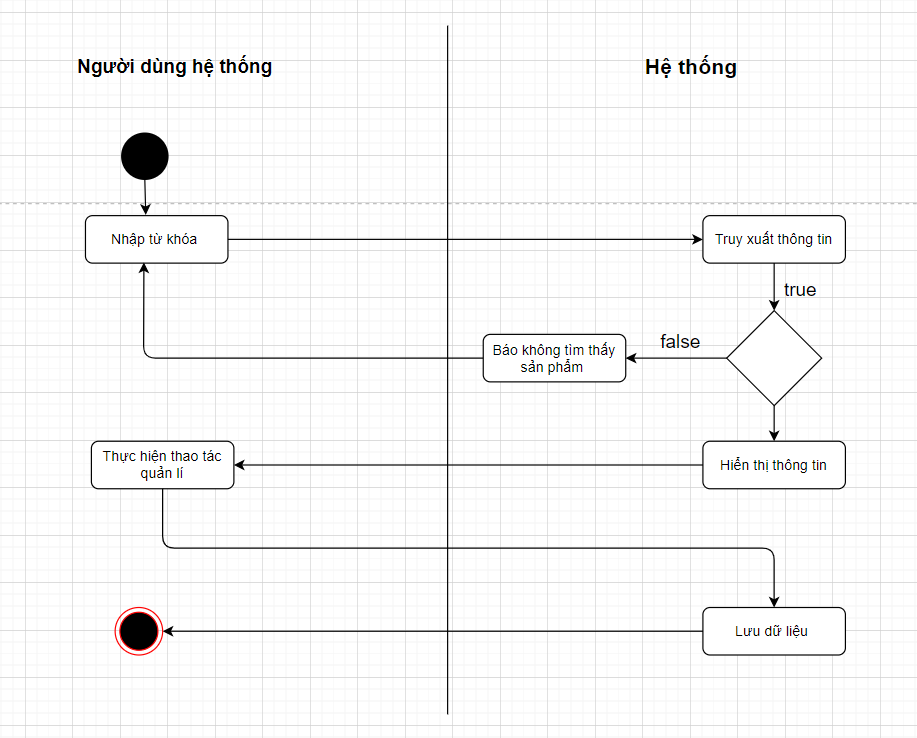 Người dùng hệ thống
Hệ thống
Nhập từ khóa
Truy xuất thông tin
true
false
Báo không tìm thấy
sản phẩm
Thực hiện thao tác
quản lí
Hiển thị thông tin
Lưu dữ liệu